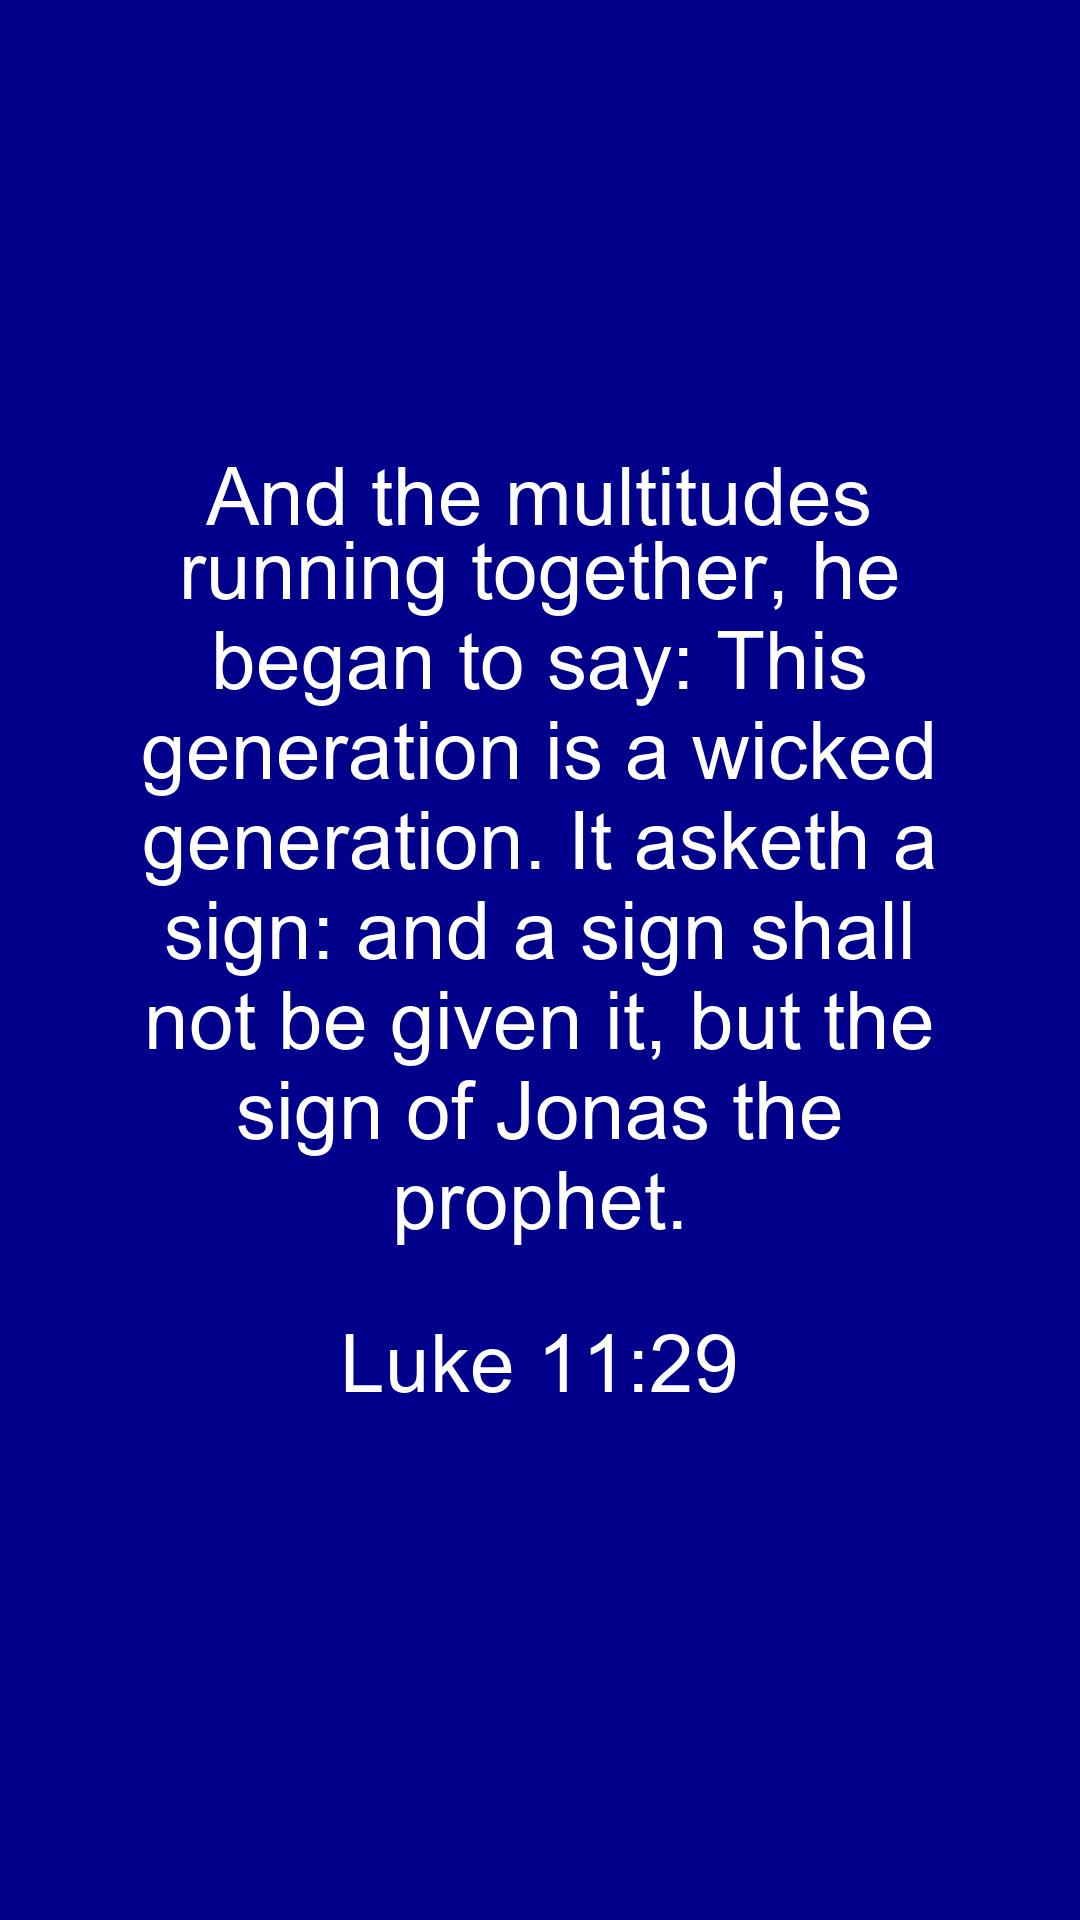 And the multitudes
running together, he
began to say: This
generation is a wicked
generation. It asketh a
sign: and a sign shall
not be given it, but the
sign of Jonas the
prophet.
Luke 11:29